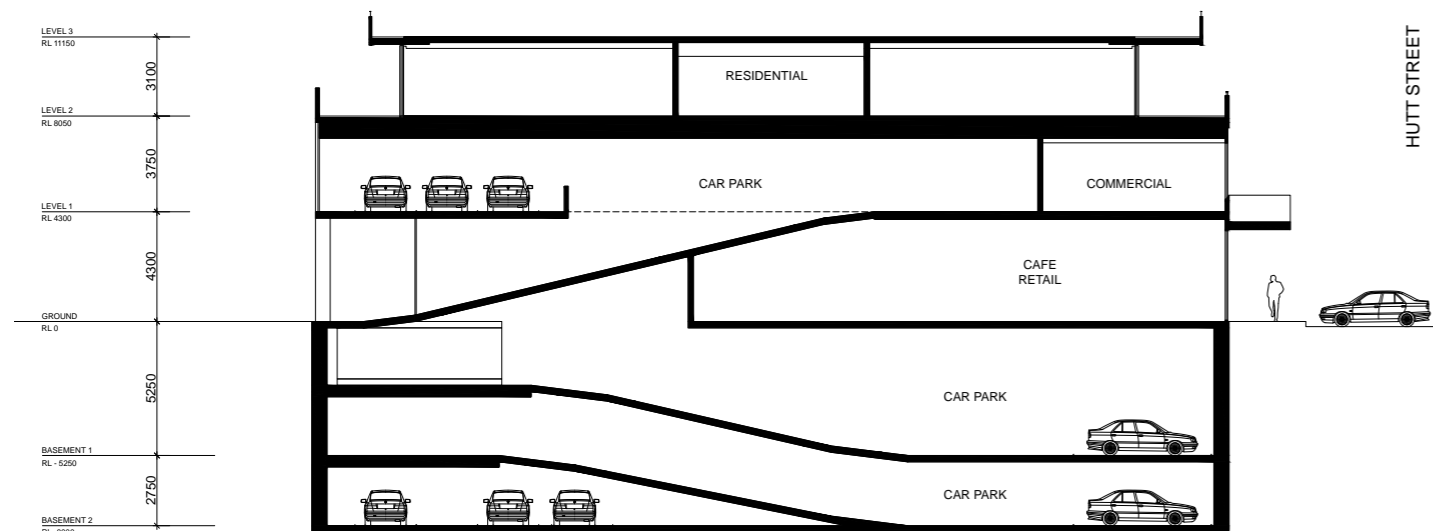 LEVEL 3
RL 11150
3100
RESIDENTIAL
HUTT STREET
LEVEL 2
RL 8050
3750
CAR PARK
COMMERCIAL
LEVEL 1
RL 4300
4300
CAFE
RETAIL
GROUND
RL 0
5250
CAR PARK
BASEMENT 1
RL - 5250
2750
CAR PARK
BASEMENT 2